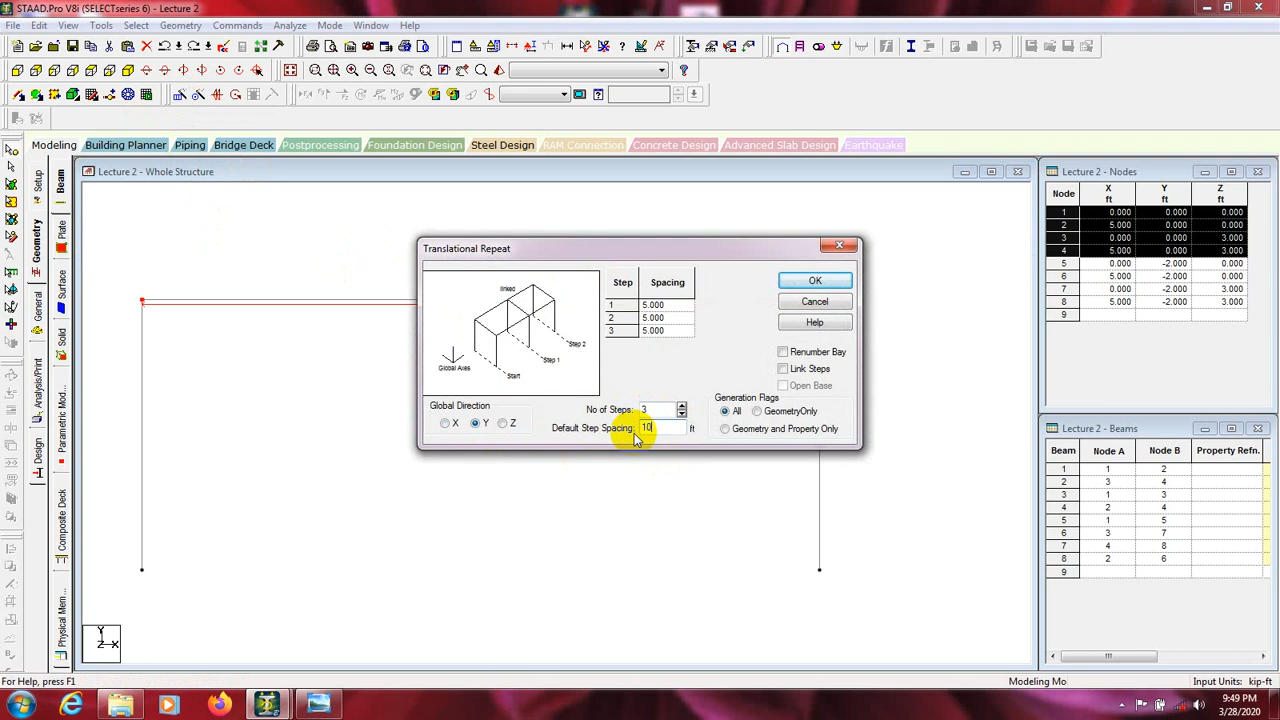 STAAD.Pro V8i (SELECTseries 6) - Lecture 2
File Edit View Tools Select Geometry Commands Analyze Mode Window Help
Modeling Building Planner Piping Bridge Deck Postprocessing Foundation Design Steel Design RAM Connection Concrete Design Advanced Slab Design Earthquake
Setup
Geometry
General
Analysis/Print
Design
Beam
Plate
Surface
Solid
Parametric Mod...
Composite Deck
Physical Mem...
Lecture 2 - Whole Structure
Translational Repeat
linked
Global Axes
Start
Step 1
Step 2
Step Spacing
1 5.000
2 5.000
3 5.000
OK
Cancel
Help
Renumber Bay
Link Steps
Open Base
Global Direction
X Y Z
No of Steps: 3
Default Step Spacing: 10 ft
Generation Flags
All GeometryOnly
Geometry and Property Only
Y
Z X
Lecture 2 - Nodes
Node X ft Y ft Z ft
1 0.000 0.000 0.000
2 5.000 0.000 0.000
3 0.000 0.000 3.000
4 5.000 0.000 3.000
5 0.000 -2.000 0.000
6 5.000 -2.000 0.000
7 0.000 -2.000 3.000
8 5.000 -2.000 3.000
9
Lecture 2 - Beams
Beam Node A Node B Property Refn.
1 1 2
2 3 4
3 1 3
4 2 4
5 1 5
6 3 7
7 4 8
8 2 6
9
For Help, press F1
Modeling Mo
Input Units: kip-ft
9:49 PM
3/28/2020